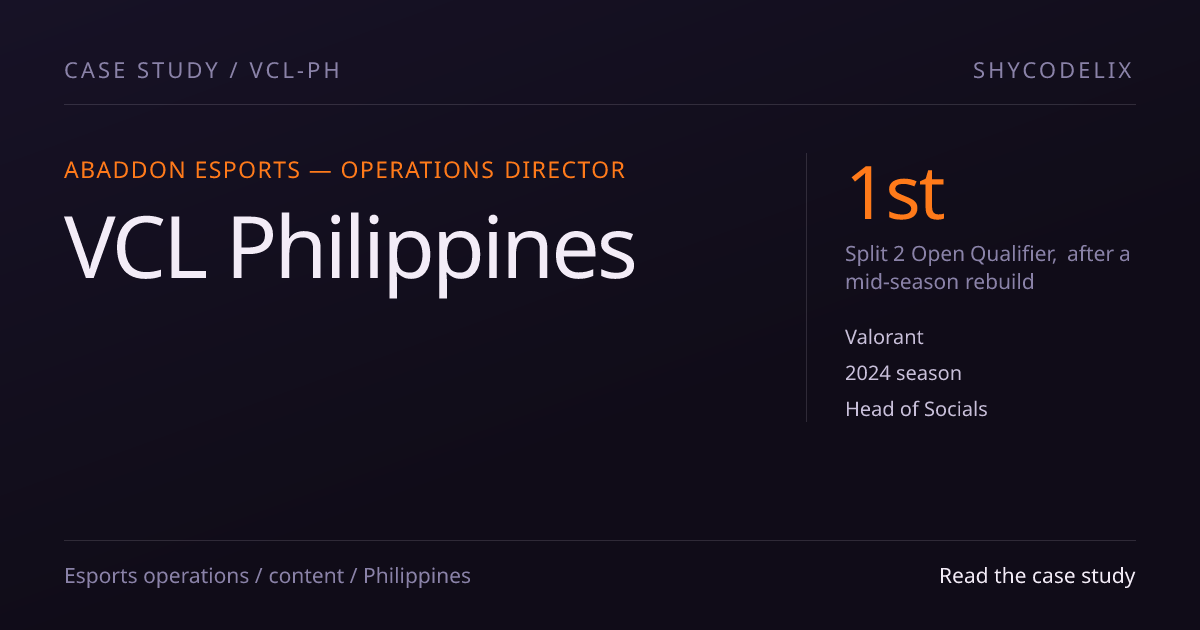 CASE STUDY / VCL-PH
SHYCODELIX
ABADDON ESPORTS — OPERATIONS DIRECTOR
VCL Philippines
1st
Split 2 Open Qualifier, after a
mid-season rebuild
Valorant
2024 season
Head of Socials
Esports operations / content / Philippines
Read the case study